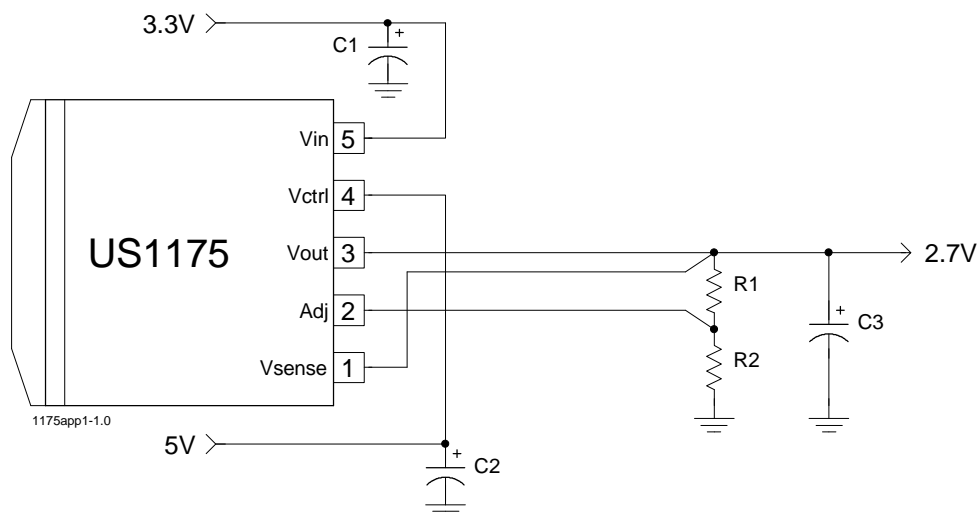 3.3V
C1
+
Vin 5
Vctrl 4
US1175
Vout 3
2.7V
R1
Adj 2
+
C3
R2
Vsense 1
1175app1-1.0
5V
+
C2